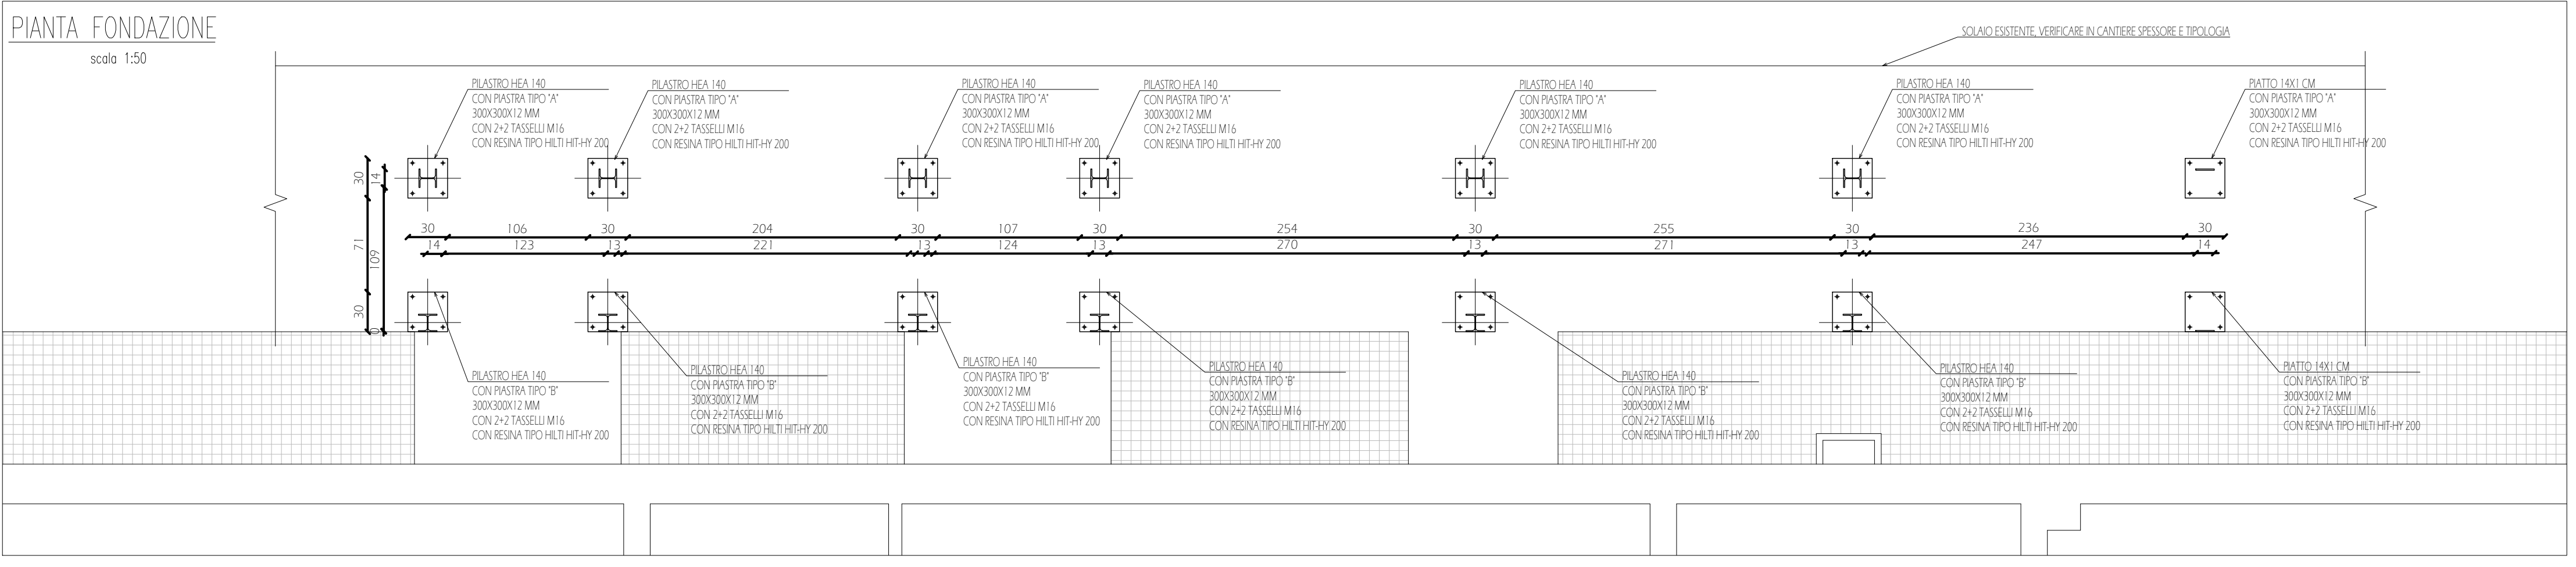 PIANTA FONDAZIONE
scala 1:50
SOLAIO ESISTENTE, VERIFICARE IN CANTIERE SPESSORE E TIPOLOGIA
PILASTRO HEA 140
CON PIASTRA TIPO "A"
300X300X12 MM
CON 2+2 TASSELLI M16
CON RESINA TIPO HILTI HIT-HY 200
PILASTRO HEA 140
CON PIASTRA TIPO "A"
300X300X12 MM
CON 2+2 TASSELLI M16
CON RESINA TIPO HILTI HIT-HY 200
PILASTRO HEA 140
CON PIASTRA TIPO "A"
300X300X12 MM
CON 2+2 TASSELLI M16
CON RESINA TIPO HILTI HIT-HY 200
PILASTRO HEA 140
CON PIASTRA TIPO "A"
300X300X12 MM
CON 2+2 TASSELLI M16
CON RESINA TIPO HILTI HIT-HY 200
PILASTRO HEA 140
CON PIASTRA TIPO "A"
300X300X12 MM
CON 2+2 TASSELLI M16
CON RESINA TIPO HILTI HIT-HY 200
PILASTRO HEA 140
CON PIASTRA TIPO "A"
300X300X12 MM
CON 2+2 TASSELLI M16
CON RESINA TIPO HILTI HIT-HY 200
PIATTO 14X1 CM
CON PIASTRA TIPO "A"
300X300X12 MM
CON 2+2 TASSELLI M16
CON RESINA TIPO HILTI HIT-HY 200
30 71 30
14 109 0
30 106 30 204 30 107 30 254 30 255 30 236 30
14 123 13 221 13 124 13 270 13 271 13 247 14
PILASTRO HEA 140
CON PIASTRA TIPO "B"
300X300X12 MM
CON 2+2 TASSELLI M16
CON RESINA TIPO HILTI HIT-HY 200
PILASTRO HEA 140
CON PIASTRA TIPO "B"
300X300X12 MM
CON 2+2 TASSELLI M16
CON RESINA TIPO HILTI HIT-HY 200
PILASTRO HEA 140
CON PIASTRA TIPO "B"
300X300X12 MM
CON 2+2 TASSELLI M16
CON RESINA TIPO HILTI HIT-HY 200
PILASTRO HEA 140
CON PIASTRA TIPO "B"
300X300X12 MM
CON 2+2 TASSELLI M16
CON RESINA TIPO HILTI HIT-HY 200
PILASTRO HEA 140
CON PIASTRA TIPO "B"
300X300X12 MM
CON 2+2 TASSELLI M16
CON RESINA TIPO HILTI HIT-HY 200
PILASTRO HEA 140
CON PIASTRA TIPO "B"
300X300X12 MM
CON 2+2 TASSELLI M16
CON RESINA TIPO HILTI HIT-HY 200
PIATTO 14X1 CM
CON PIASTRA TIPO "B"
300X300X12 MM
CON 2+2 TASSELLI M16
CON RESINA TIPO HILTI HIT-HY 200